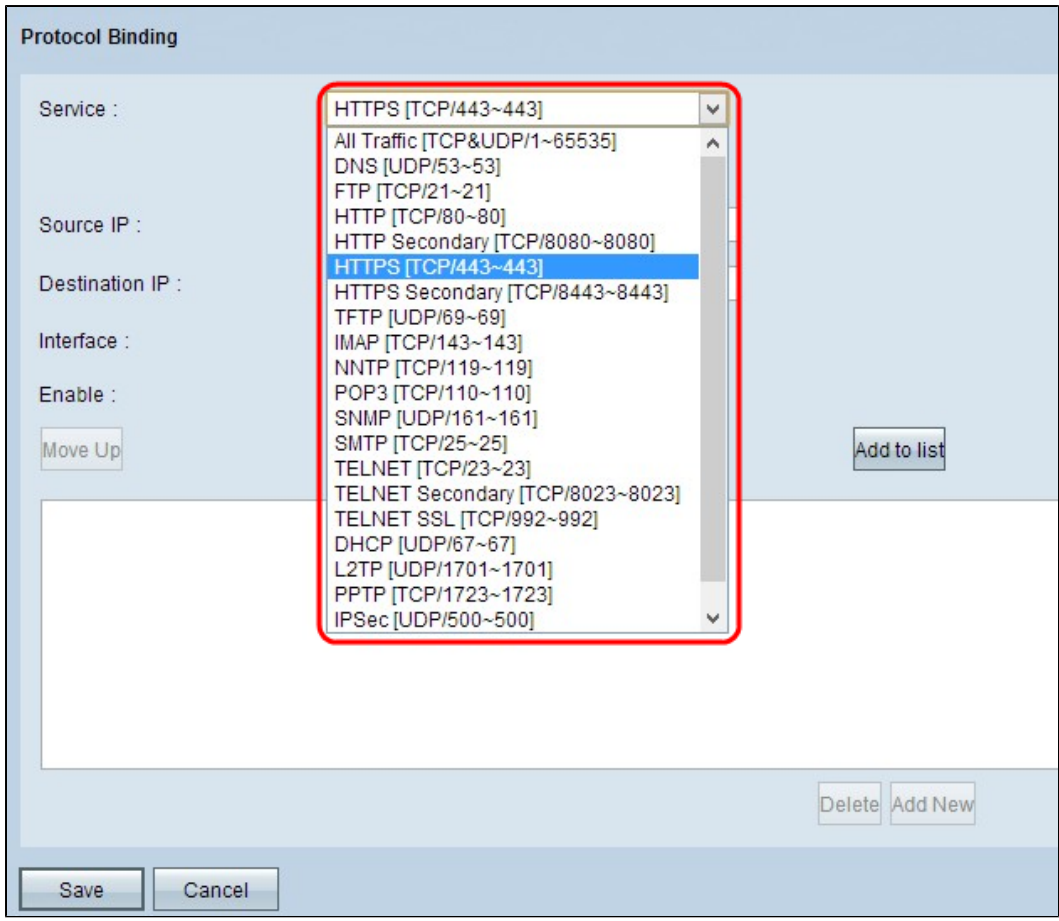 Protocol Binding
Service :
HTTPS [TCP/443~443]
All Traffic [TCP&UDP/1~65535]
DNS [UDP/53~53]
FTP [TCP/21~21]
HTTP [TCP/80~80]
HTTP Secondary [TCP/8080~8080]
HTTPS [TCP/443~443]
HTTPS Secondary [TCP/8443~8443]
TFTP [UDP/69~69]
IMAP [TCP/143~143]
NNTP [TCP/119~119]
POP3 [TCP/110~110]
SNMP [UDP/161~161]
SMTP [TCP/25~25]
TELNET [TCP/23~23]
TELNET Secondary [TCP/8023~8023]
TELNET SSL [TCP/992~992]
DHCP [UDP/67~67]
L2TP [UDP/1701~1701]
PPTP [TCP/1723~1723]
IPSec [UDP/500~500]
Source IP :
Destination IP :
Interface :
Enable :
Move Up
Add to list
Delete
Add New
Save
Cancel